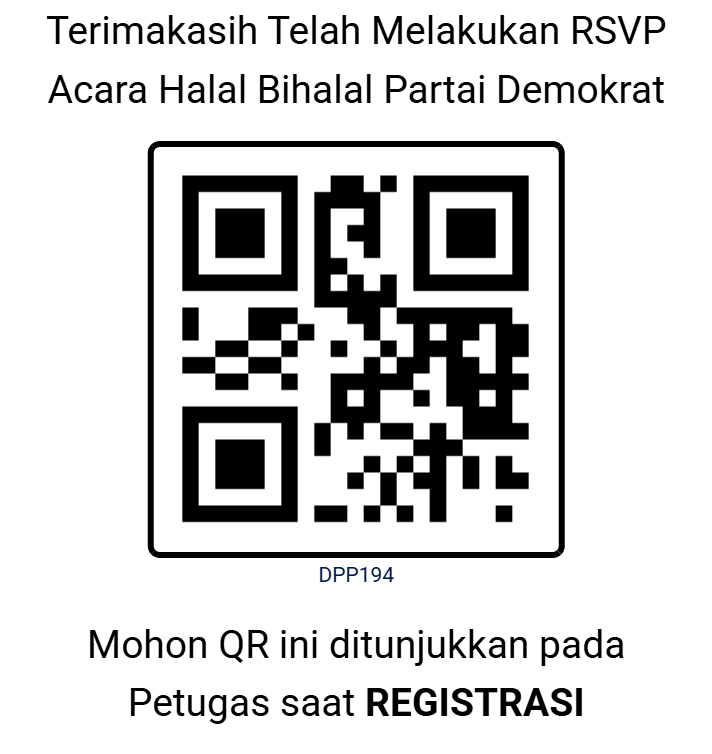 Terimakasih Telah Melakukan RSVP
Acara Halal Bihalal Partai Demokrat
DPP194
Mohon QR ini ditunjukkan pada
Petugas saat REGISTRASI